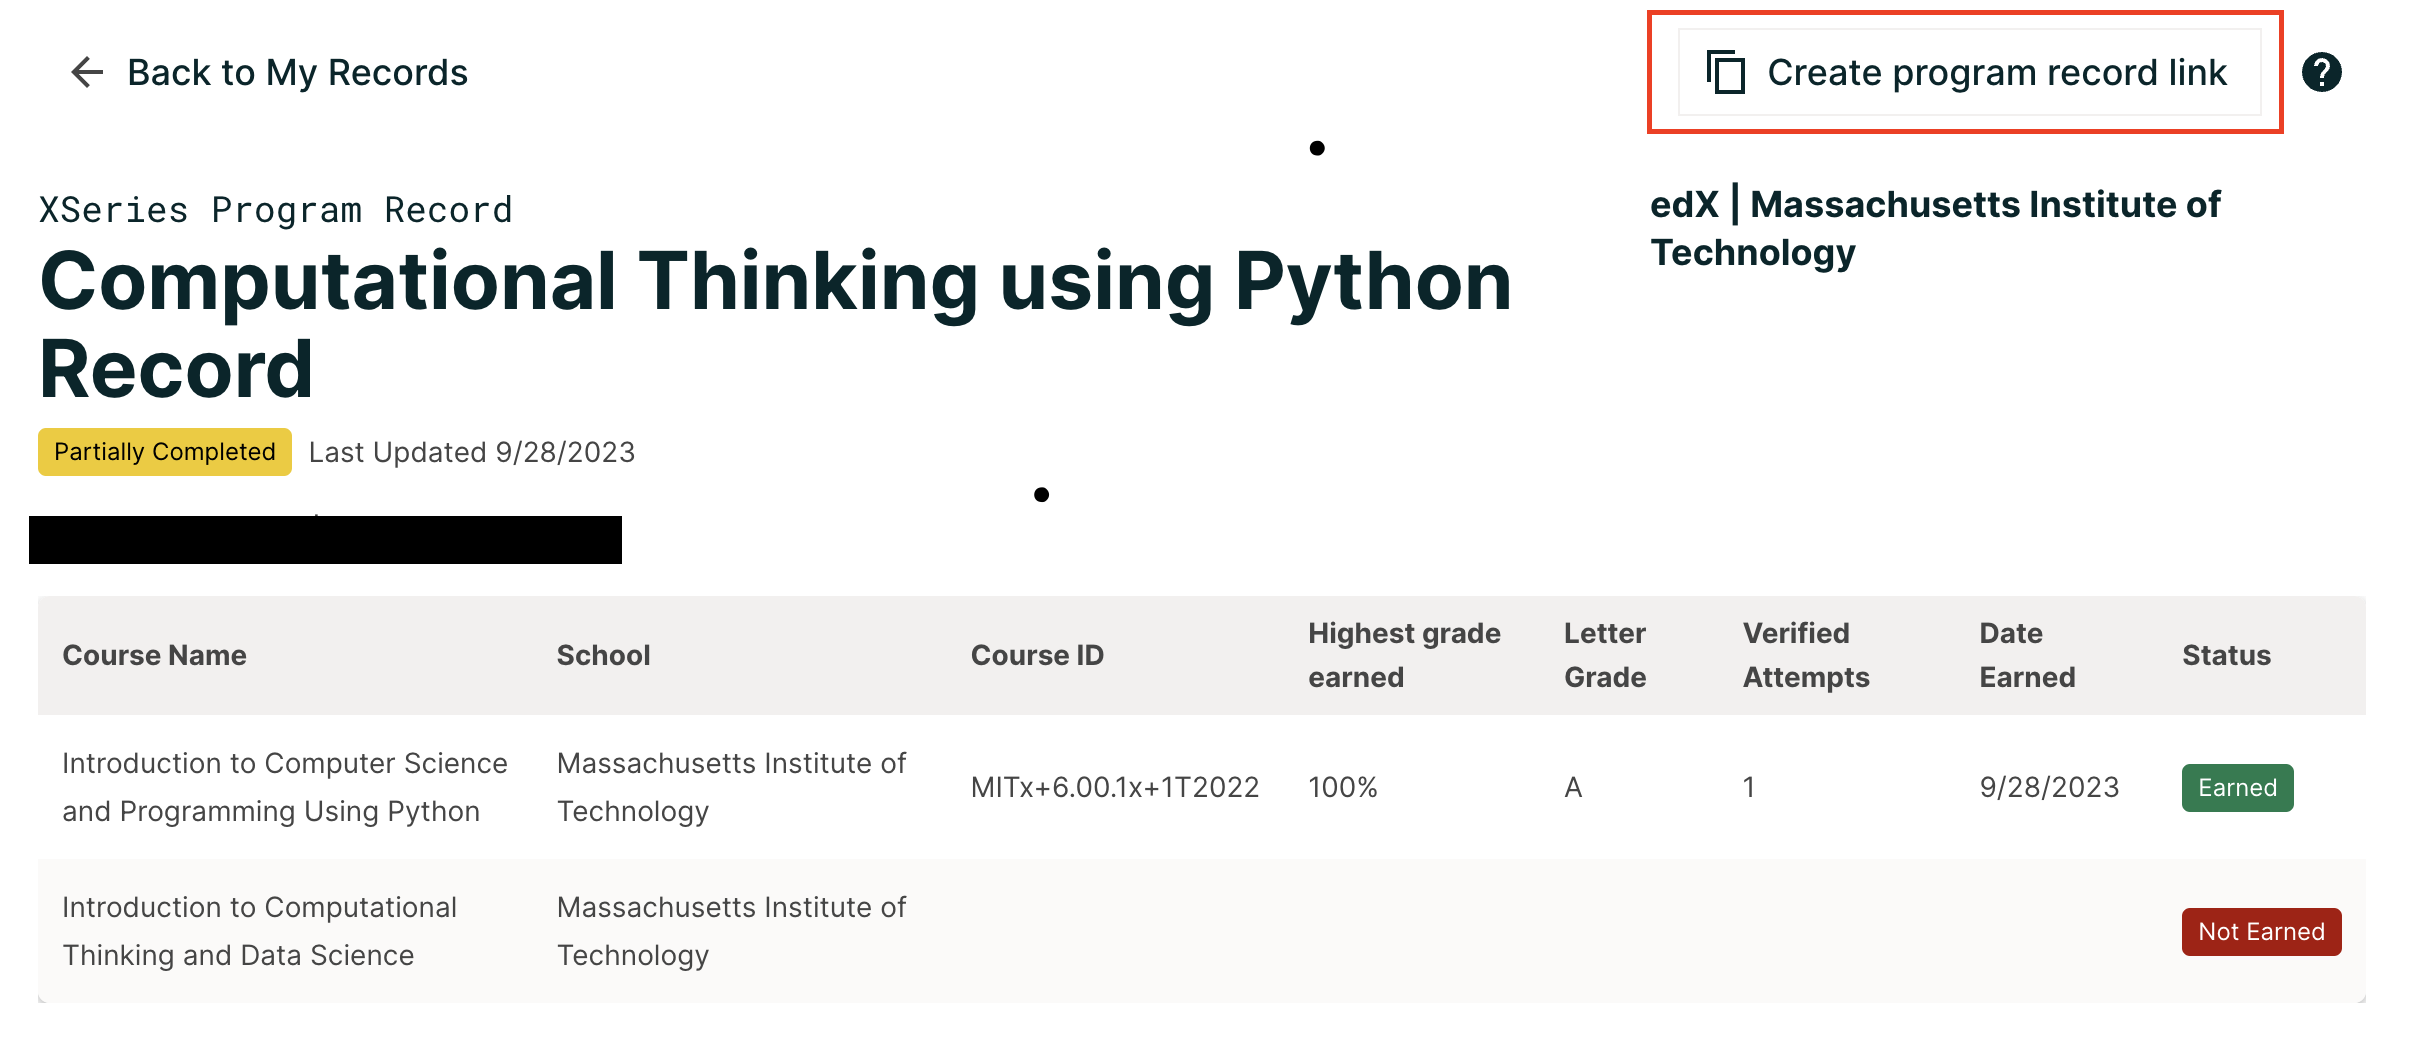 Back to My Records
Create program record link
XSeries Program Record
Computational Thinking using Python
Record
edX | Massachusetts Institute of
Technology
Partially Completed Last Updated 9/28/2023
Course Name School Course ID Highest grade earned Letter Grade Verified Attempts Date Earned Status
Introduction to Computer Science
and Programming Using Python
Massachusetts Institute of
Technology
MITx+6.00.1x+1T2022 100% A 1 9/28/2023 Earned
Introduction to Computational
Thinking and Data Science
Massachusetts Institute of
Technology
Not Earned